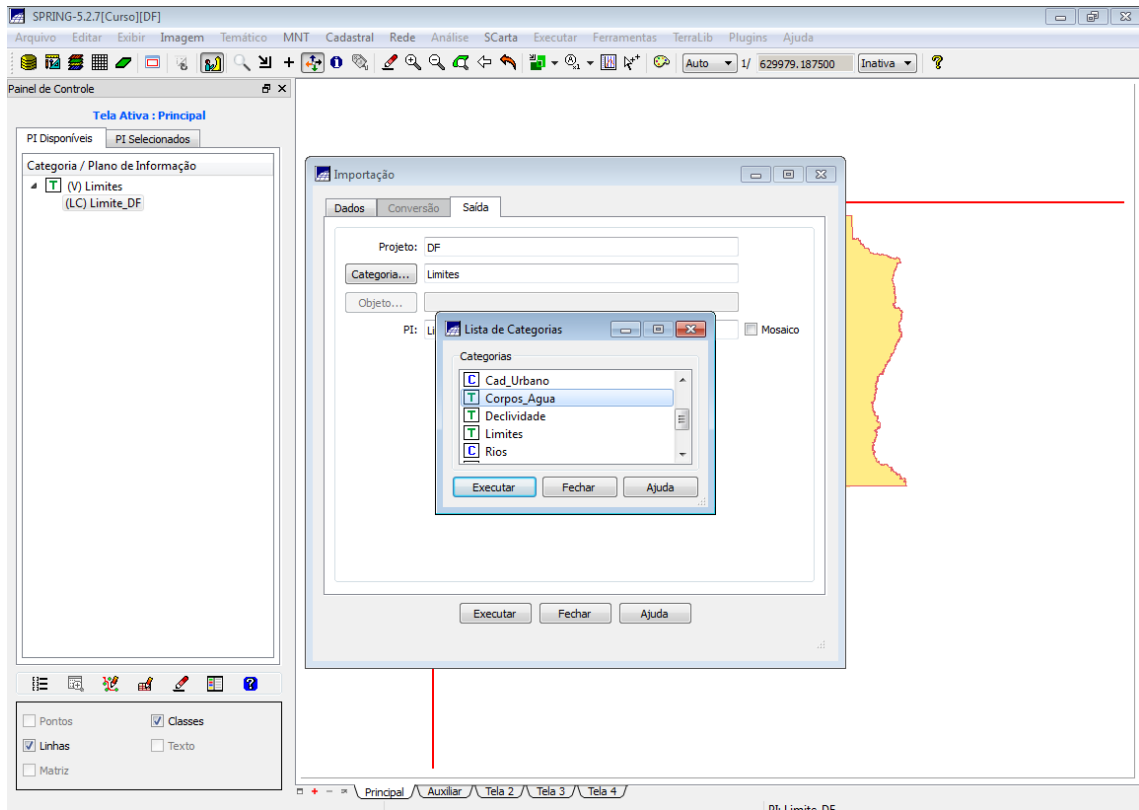 SPRING-5.2.7[Curso][DF]
Arquivo Editar Exibir Imagem Temático MNT Cadastral Rede Análise SCarta Executar Ferramentas TerraLib Plugins Ajuda
Auto 1/ 629979.187500 Inativa
Painel de Controle
Tela Ativa : Principal
PI Disponíveis PI Selecionados
Categoria / Plano de Informação
T (V) Limites
(LC) Limite_DF
Importação
Dados Conversão Saída
Projeto: DF
Categoria... Limites
Objeto...
PI: Li Mosaico
Lista de Categorias
Categorias
C Cad_Urbano
T Corpos_Agua
T Declividade
T Limites
C Rios
Executar Fechar Ajuda
Executar Fechar Ajuda
Pontos Classes
Linhas Texto
Matriz
Principal Auxiliar Tela 2 Tela 3 Tela 4
PI: Limite_DF